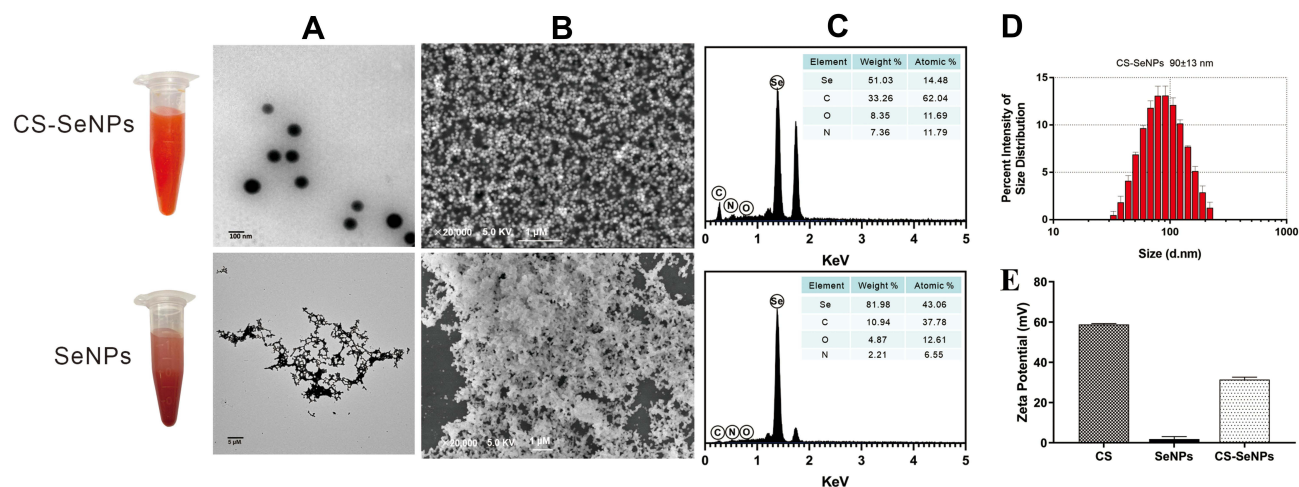 A
B
C
D
CS-SeNPs
100 nm
×20,000 5.0 KV 1 µM
Se
C
N
O
Element Weight % Atomic %
Se 51.03 14.48
C 33.26 62.04
O 8.35 11.69
N 7.36 11.79
0 1 2 3 4 5
KeV
CS-SeNPs 90±13 nm
Percent Intensity of
Size Distribution
15
10
5
0
10 100 1000
Size (d.nm)
SeNPs
5 µM
×20,000 5.0 KV 1 µM
Se
C
N
O
Element Weight % Atomic %
Se 81.98 43.06
C 10.94 37.78
O 4.87 12.61
N 2.21 6.55
0 1 2 3 4 5
KeV
E
Zeta Potential (mV)
80
60
40
20
0
CS SeNPs CS-SeNPs